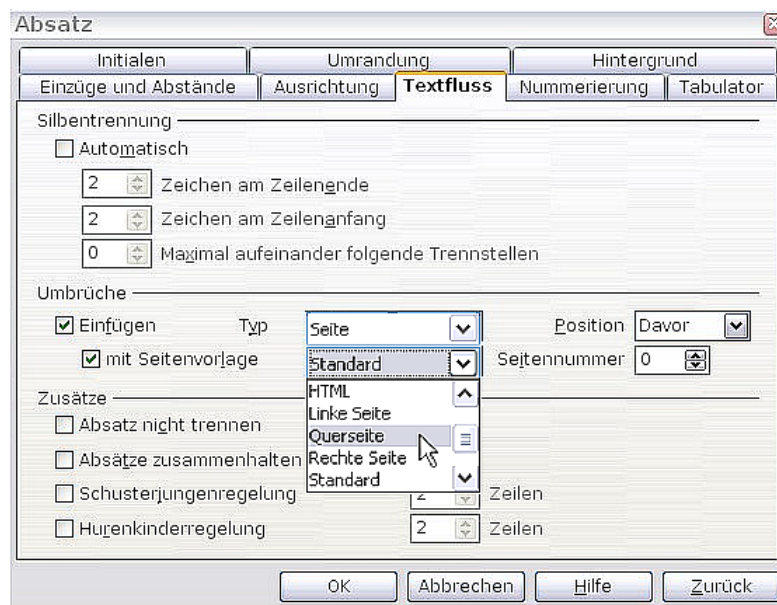 Absatz
Initialen Umrandung Hintergrund
Einzüge und Abstände Ausrichtung Textfluss Nummerierung Tabulator
Silbentrennung
Automatisch
2 Zeichen am Zeilenende
2 Zeichen am Zeilenanfang
0 Maximal aufeinander folgende Trennstellen
Umbrüche
Einfügen Typ Seite Position Davor
mit Seitenvorlage Standard Seitennummer 0
HTML
Zusätze Linke Seite
Absatz nicht trennen Querseite
Absätze zusammenhalten Rechte Seite
Standard
Schusterjungenregelung 2 Zeilen
Hurenkinderregelung 2 Zeilen
OK Abbrechen Hilfe Zurück